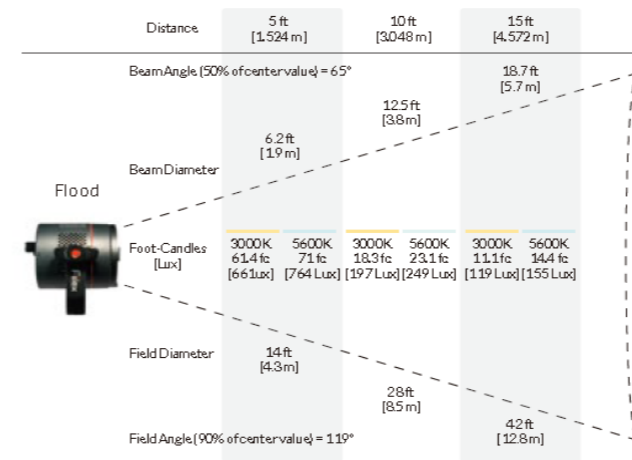 Distance
5 ft
[1.524 m]
10 ft
[3.048 m]
15 ft
[4.572 m]
Beam Angle (50% of center value) = 65°
18.7 ft
[5.7 m]
12.5 ft
[3.8 m]
6.2 ft
[1.9 m]
Beam Diameter
Flood
Foot-Candles
[Lux]
3000K
61.4 fc
[661 Lux]
5600K
71 fc
[764 Lux]
3000K
18.3 fc
[197 Lux]
5600K
23.1 fc
[249 Lux]
3000K
11.1 fc
[119 Lux]
5600K
14.4 fc
[155 Lux]
Field Diameter
14 ft
[4.3 m]
28 ft
[8.5 m]
42 ft
[12.8 m]
Field Angle (90% of center value) = 119°